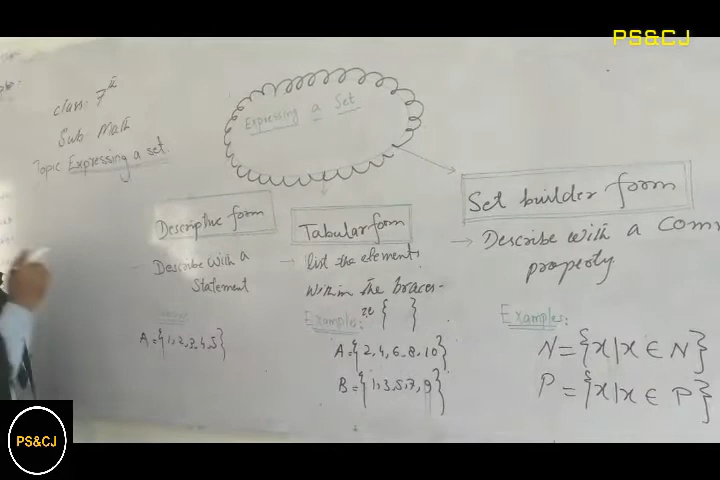 PS&CJ
class: 7th
Sub: Math
Topic Expressing a set.
Expressing a Set
Descriptive form
Describe with a
Statement
A={1,2,3,4,5}
Tabular form
list the elements
within the braces-
{ }
Examples:
A={2,4,6,8,10}
B={1,3,5,7,9}
Set builder form
Describe with a com
property
Examples:
N={x|x ∈ N}
P={x|x ∈ P}
PS&CJ